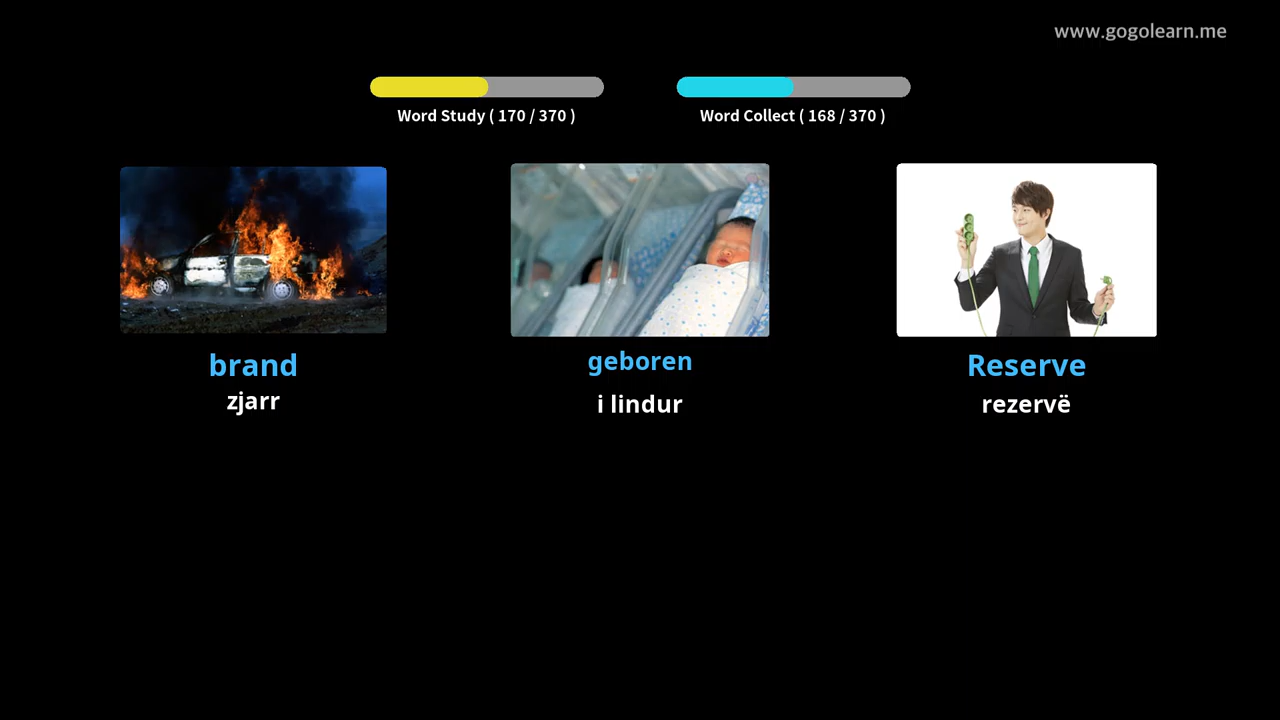 www.gogolearn.me
Word Study ( 170 / 370 )
Word Collect ( 168 / 370 )
brand
zjarr
geboren
i lindur
Reserve
rezervë